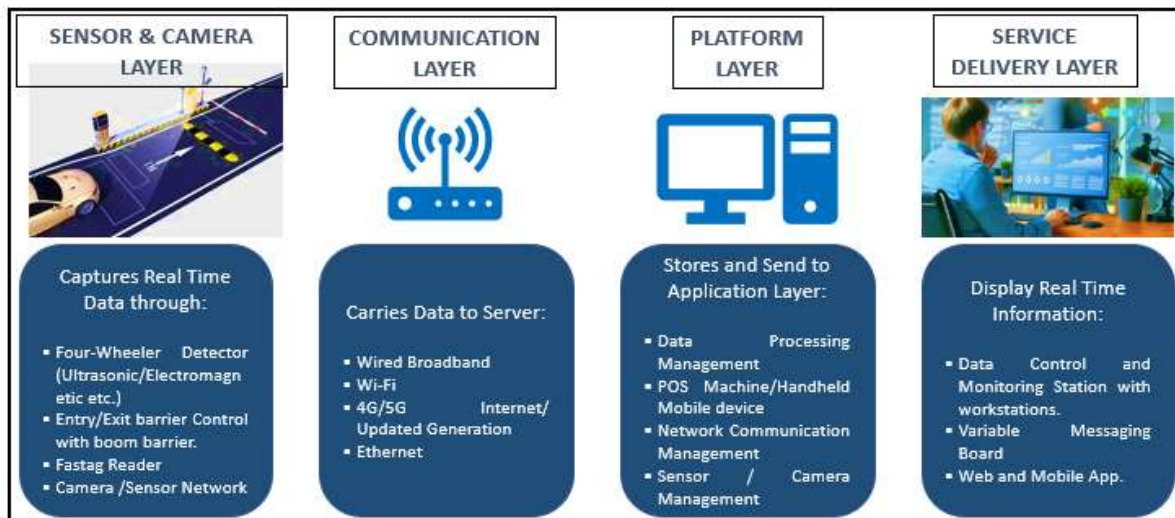 SENSOR & CAMERA
LAYER
COMMUNICATION
LAYER
PLATFORM
LAYER
SERVICE
DELIVERY LAYER
Captures Real Time
Data through:
▪ Four-Wheeler Detector
(Ultrasonic/Electromagn
etic etc.)
▪ Entry/Exit barrier Control
with boom barrier.
▪ Fastag Reader
▪ Camera /Sensor Network
Carries Data to Server:
▪ Wired Broadband
▪ Wi-Fi
▪ 4G/5G Internet/
Updated Generation
▪ Ethernet
Stores and Send to
Application Layer:
▪ Data Processing
Management
▪ POS Machine/Handheld
Mobile device
▪ Network Communication
Management
▪ Sensor / Camera
Management
Display Real Time
Information:
▪ Data Control and
Monitoring Station with
workstations.
▪ Variable Messaging
Board
▪ Web and Mobile App.